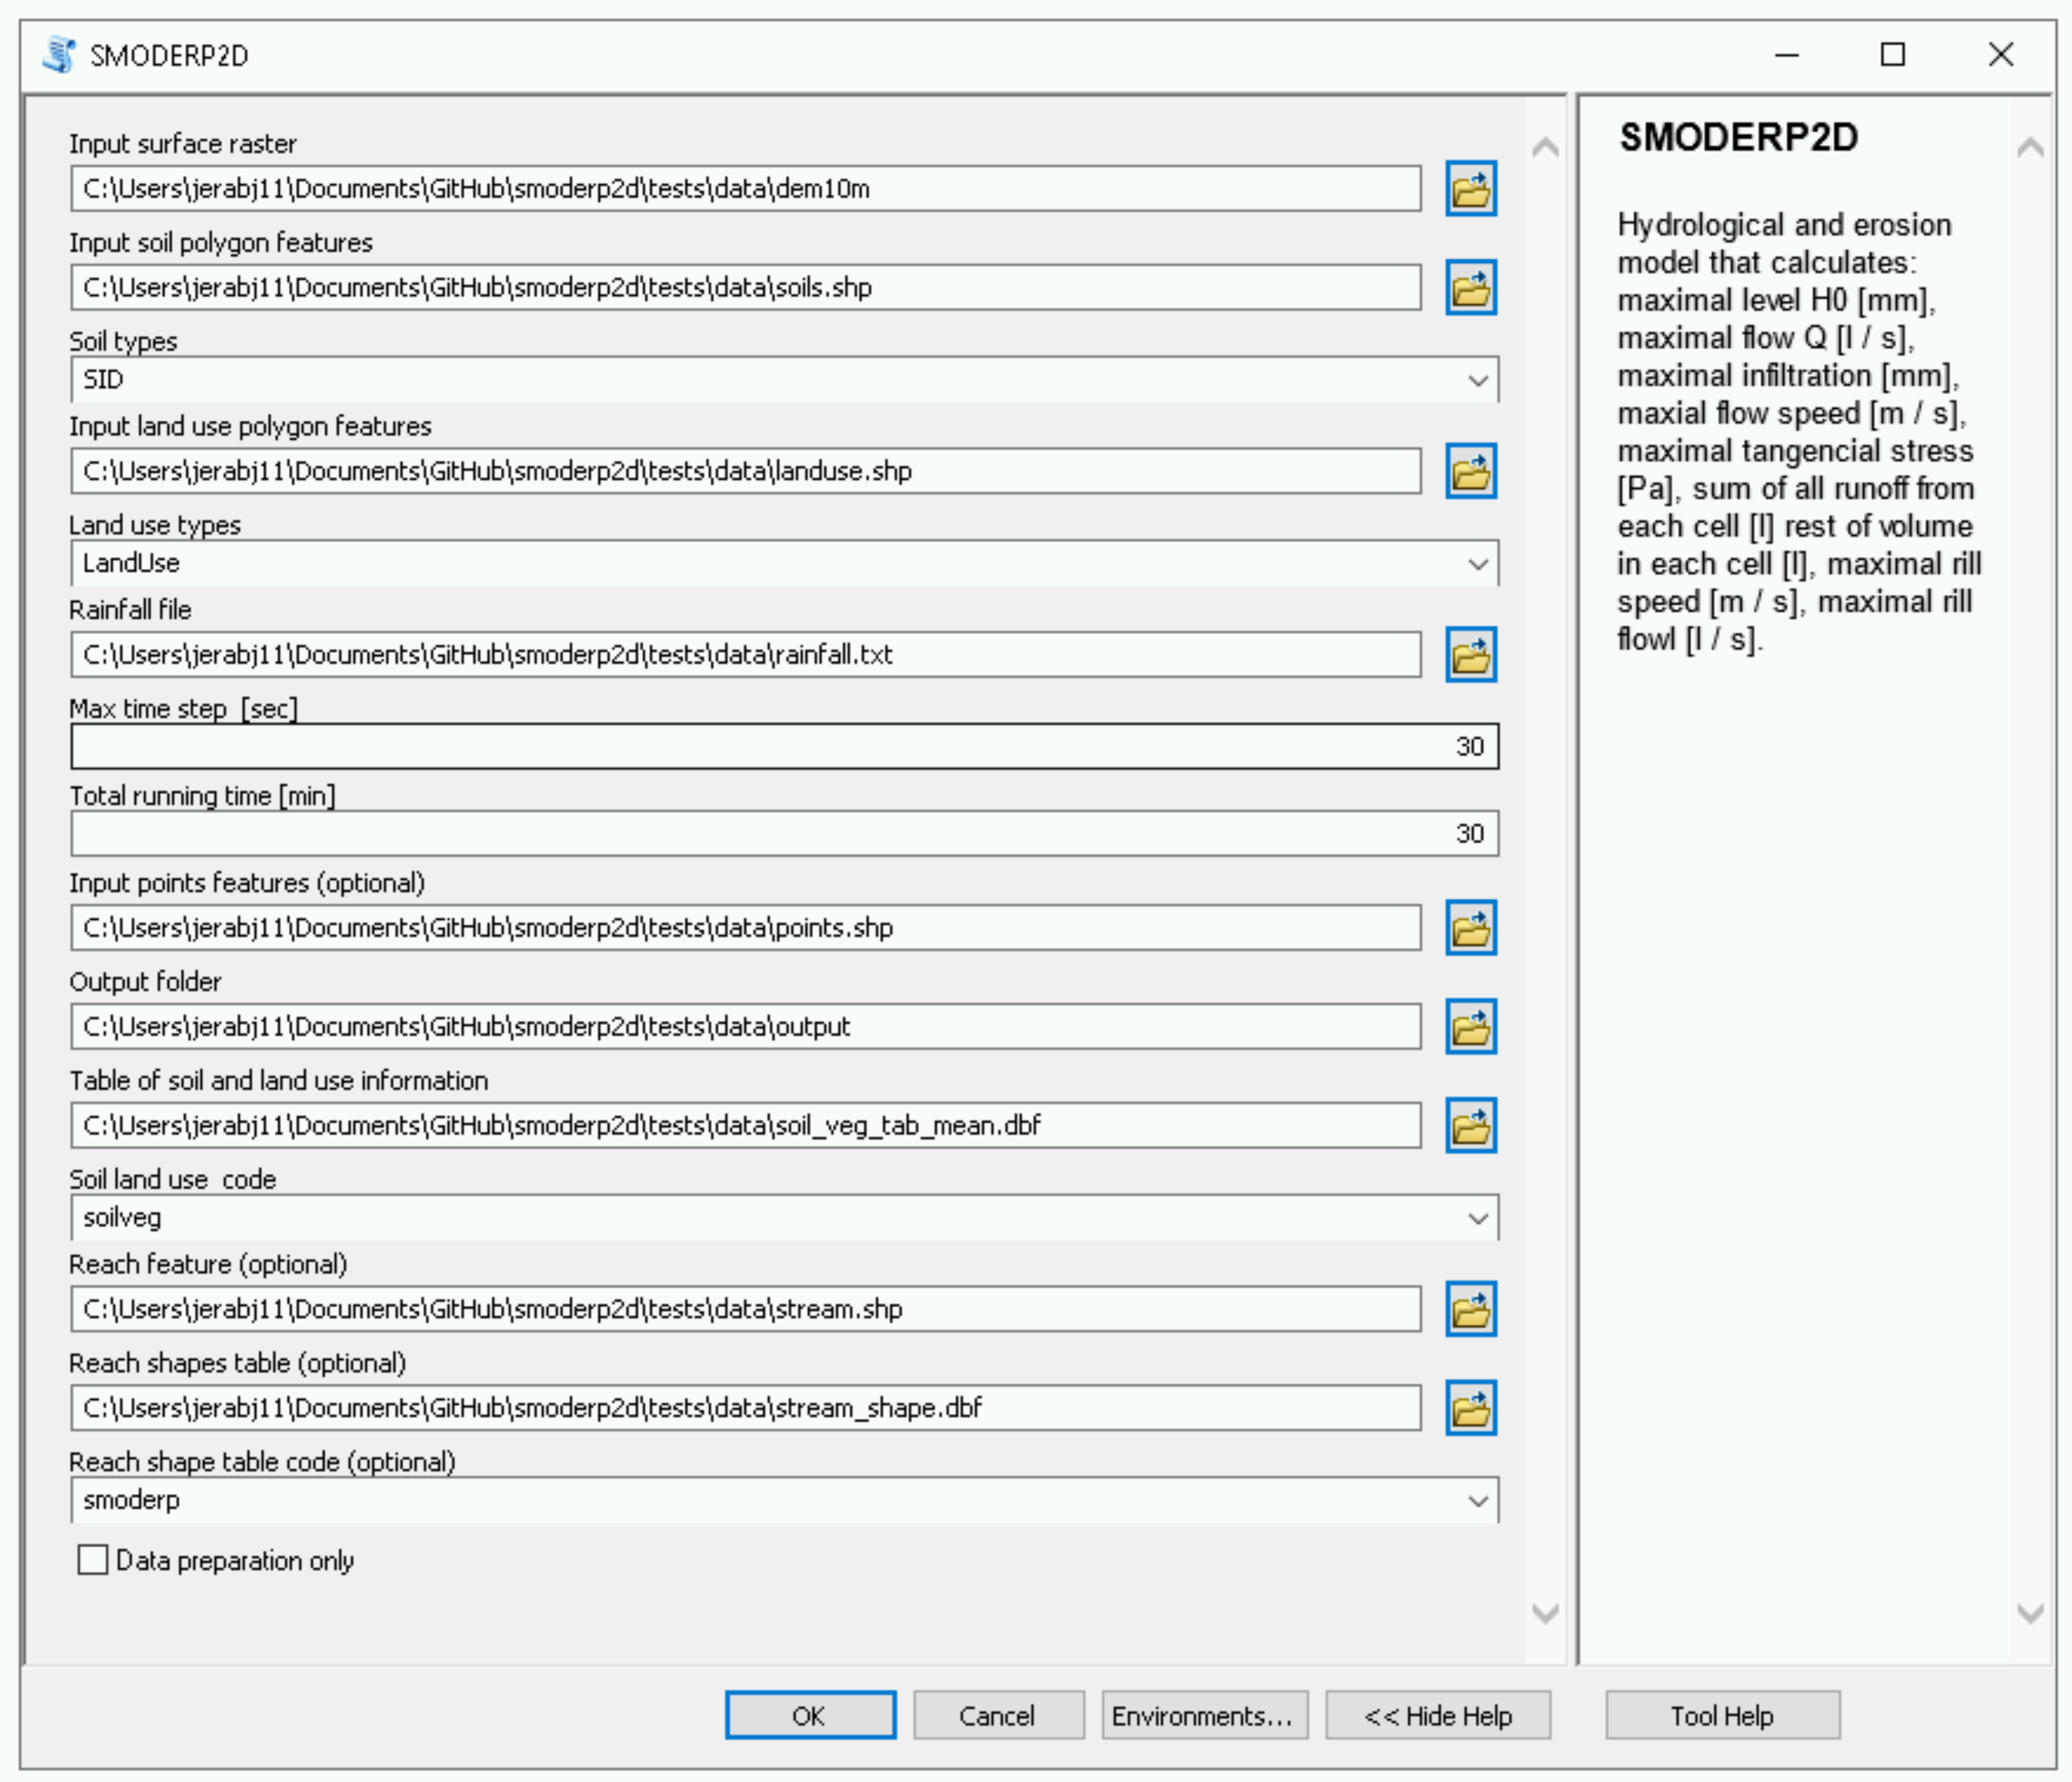 SMODERP2D
Input surface raster
C:\Users\jerabj11\Documents\GitHub\smoderp2d\tests\data\dem10m
Input soil polygon features
C:\Users\jerabj11\Documents\GitHub\smoderp2d\tests\data\soils.shp
Soil types
SID
Input land use polygon features
C:\Users\jerabj11\Documents\GitHub\smoderp2d\tests\data\landuse.shp
Land use types
LandUse
Rainfall file
C:\Users\jerabj11\Documents\GitHub\smoderp2d\tests\data\rainfall.txt
Max time step  [sec]
30
Total running time [min]
30
Input points features (optional)
C:\Users\jerabj11\Documents\GitHub\smoderp2d\tests\data\points.shp
Output folder
C:\Users\jerabj11\Documents\GitHub\smoderp2d\tests\data\output
Table of soil and land use information
C:\Users\jerabj11\Documents\GitHub\smoderp2d\tests\data\soil_veg_tab_mean.dbf
Soil land use  code
soilveg
Reach feature (optional)
C:\Users\jerabj11\Documents\GitHub\smoderp2d\tests\data\stream.shp
Reach shapes table (optional)
C:\Users\jerabj11\Documents\GitHub\smoderp2d\tests\data\stream_shape.dbf
Reach shape table code (optional)
smoderp
Data preparation only
SMODERP2D
Hydrological and erosion
model that calculates:
maximal level H0 [mm],
maximal flow Q [l / s],
maximal infiltration [mm],
maxial flow speed [m / s],
maximal tangencial stress
[Pa], sum of all runoff from
each cell [l] rest of volume
in each cell [l], maximal rill
speed [m / s], maximal rill
flowl [l / s].
OK
Cancel
Environments...
<< Hide Help
Tool Help